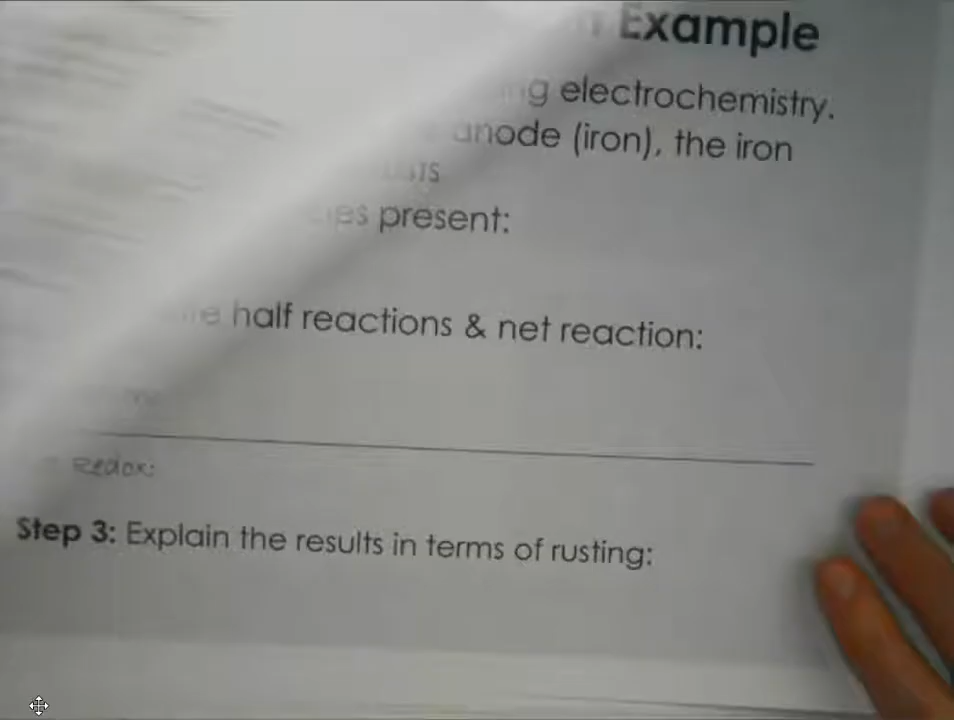 Example
electrochemistry.
anode (iron), the iron
present:
half reactions & net reaction:
Redox:
Step 3: Explain the results in terms of rusting: